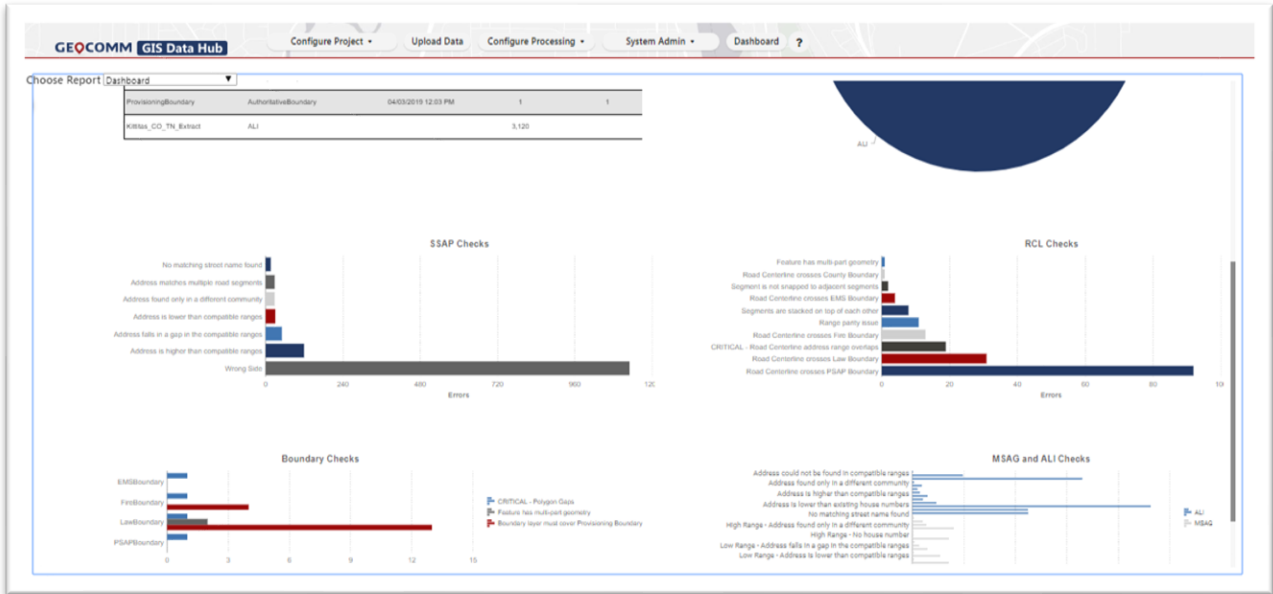 GEOCOMM GIS Data Hub Configure Project Upload Data Configure Processing System Admin Dashboard ?
Choose Report Dashboard
ProvisioningBoundary AuthoritativeBoundary 04/03/2019 12:03 PM 1 1
Kittitas_CO_TN_Extract ALI 3,120
ALI
SSAP Checks
No matching street name found
Address matches multiple road segments
Address found only in a different community
Address is lower than compatible ranges
Address falls in a gap in the compatible ranges
Address is higher than compatible ranges
Wrong Side
0 240 480 720 960 120
Errors
RCL Checks
Feature has multi-part geometry
Road Centerline crosses County Boundary
Segment is not snapped to adjacent segments
Road Centerline crosses EMS Boundary
Segments are stacked on top of each other
Range parity issue
Road Centerline crosses Fire Boundary
CRITICAL - Road Centerline address range overlaps
Road Centerline crosses Law Boundary
Road Centerline crosses PSAP Boundary
0 20 40 60 80 10
Errors
Boundary Checks
EMSBoundary
FireBoundary
LawBoundary
PSAPBoundary
0 3 6 9 12 15
CRITICAL - Polygon Gaps
Feature has multi-part geometry
Boundary layer must cover Provisioning Boundary
MSAG and ALI Checks
Address could not be found in compatible ranges
Address found only in a different community
Address is higher than compatible ranges
Address is lower than existing house numbers
No matching street name found
High Range - Address found only in a different community
High Range - No house number
Low Range - Address falls in a gap in the compatible ranges
Low Range - Address is lower than compatible ranges
ALI
MSAG